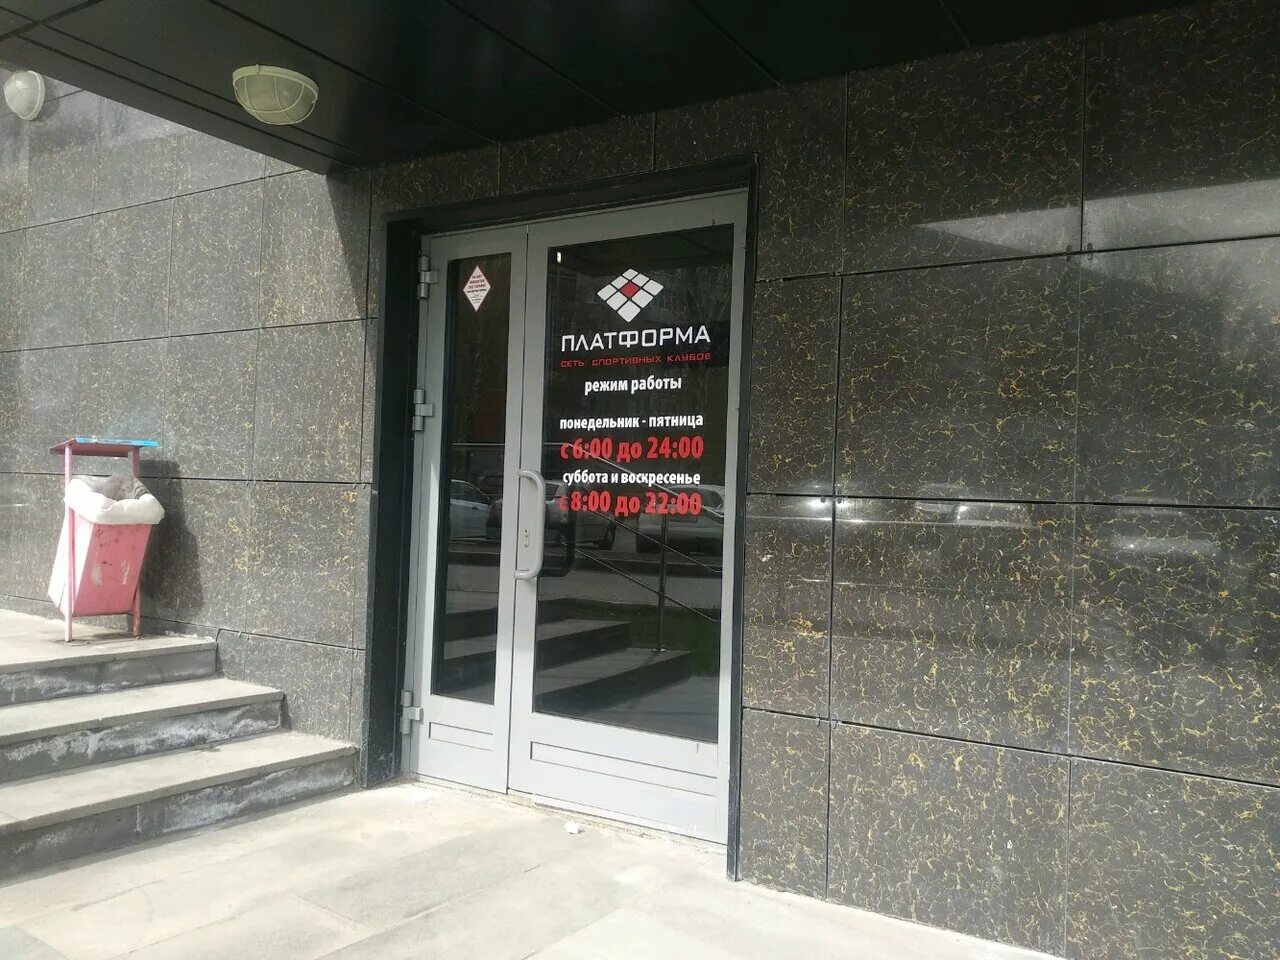 ПЛАТФОРМА
СЕТЬ СПОРТИВНЫХ КЛУБОВ
режим работы
понедельник - пятница
с 6:00 до 24:00
суббота и воскресенье
с 8:00 до 22:00